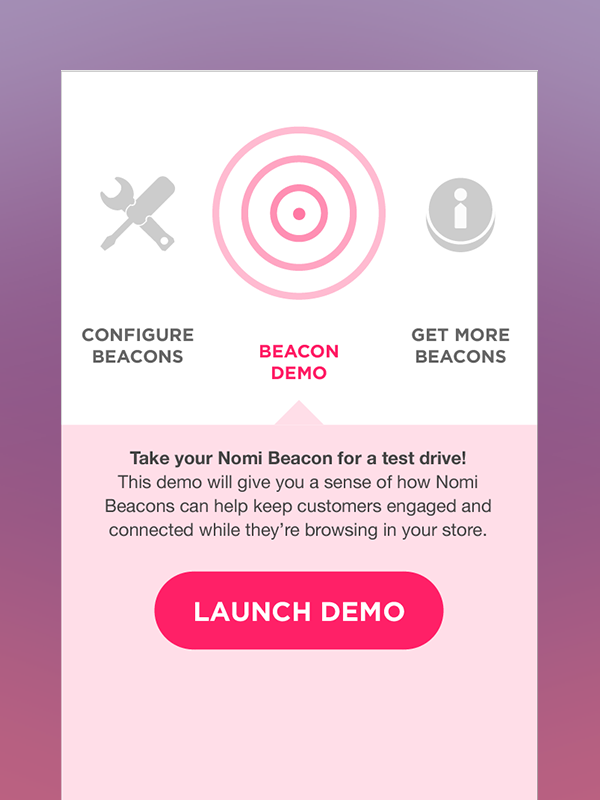 CONFIGURE
BEACONS
BEACON
DEMO
GET MORE
BEACONS
Take your Nomi Beacon for a test drive!
This demo will give you a sense of how Nomi
Beacons can help keep customers engaged and
connected while they’re browsing in your store.
LAUNCH DEMO